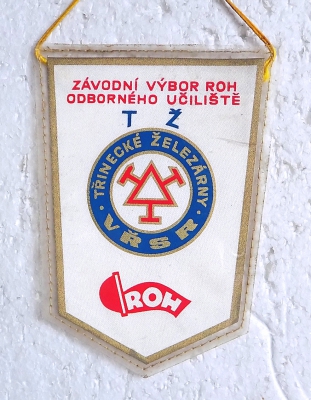 ZÁVODNÍ VÝBOR ROH
ODBORNÉHO UČILIŠTĚ
T Ž
• TŘINECKÉ ŽELEZÁRNY •
VŘSR
ROH